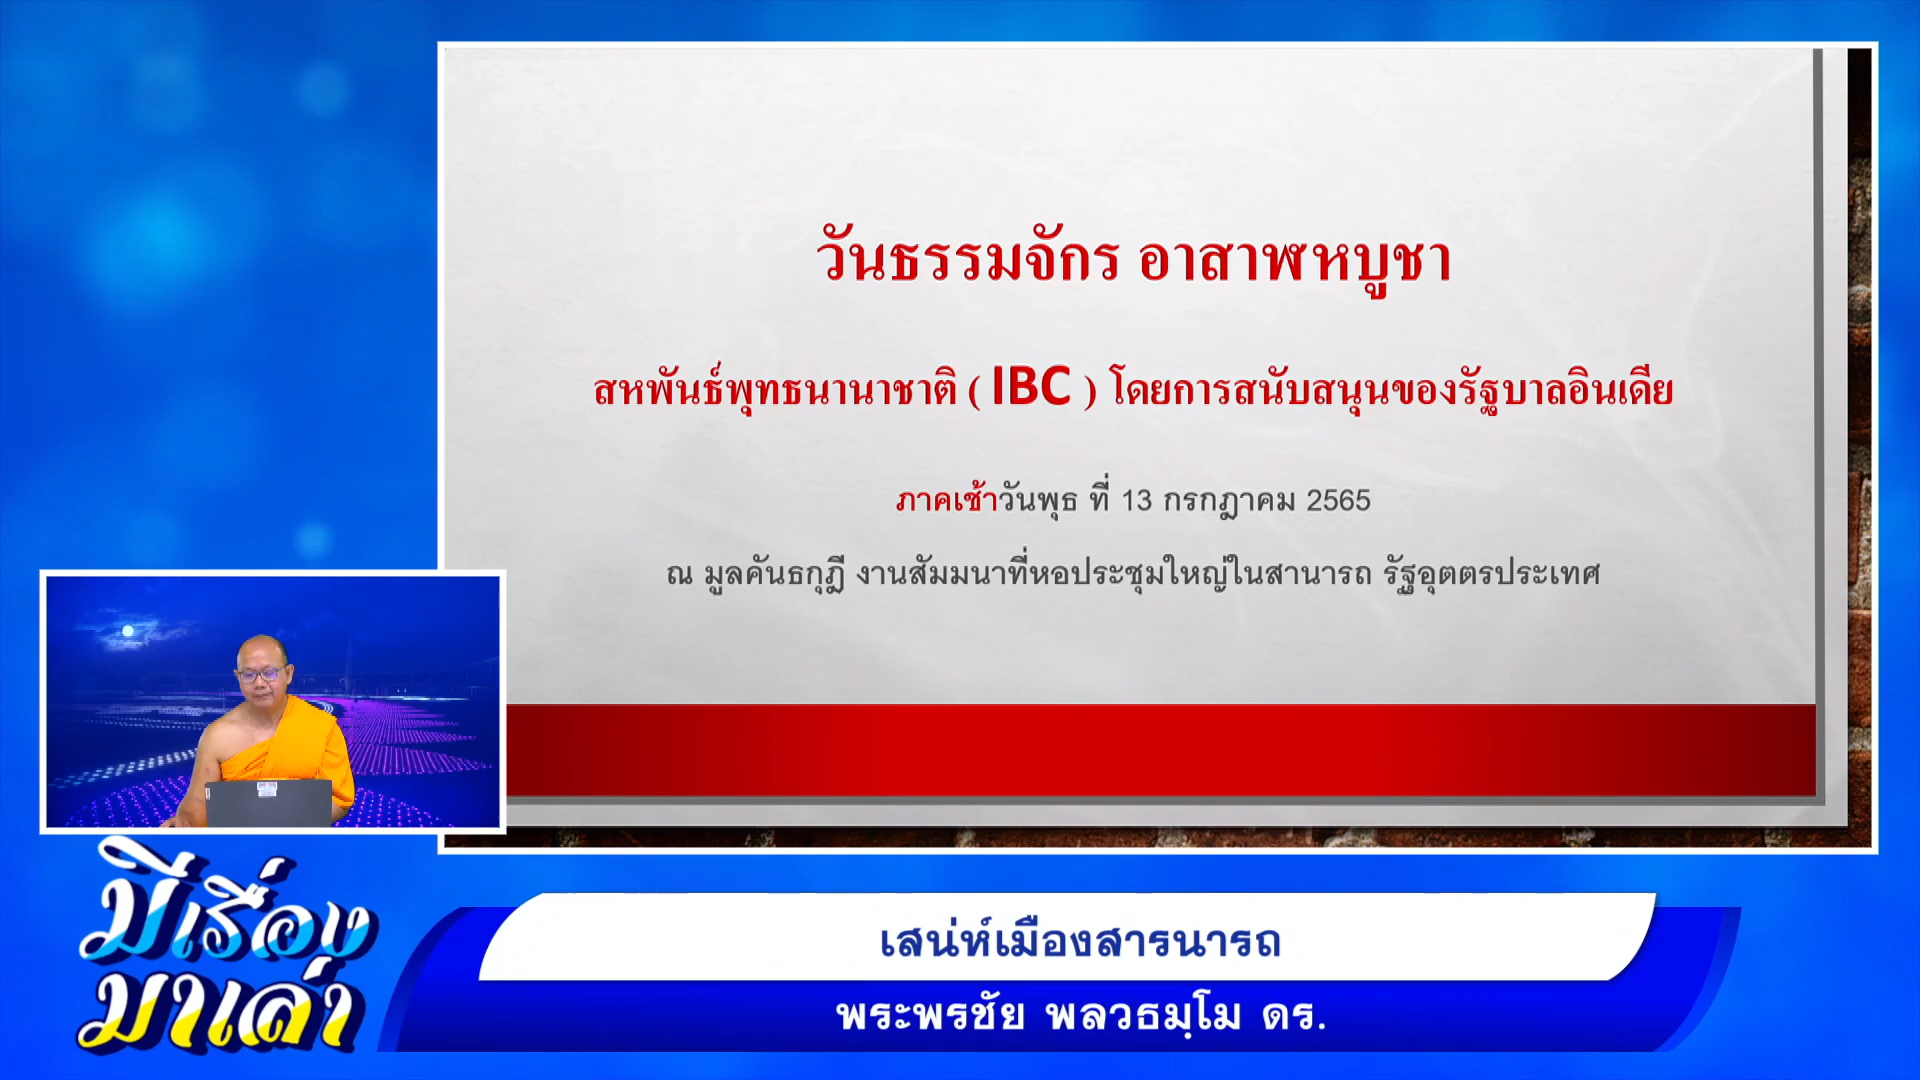 วันธรรมจักร อาสาฬหบูชา
สหพันธ์พุทธนานาชาติ ( IBC ) โดยการสนับสนุนของรัฐบาลอินเดีย
ภาคเช้าวันพุธ ที่ 13 กรกฎาคม 2565
ณ มูลคันธกุฎี งานสัมมนาที่หอประชุมใหญ่ในสานารถ รัฐอุตตรประเทศ
มีเรื่อง
มาเล่า
เสน่ห์เมืองสารนารถ
พระพรชัย พลวธมฺโม ดร.